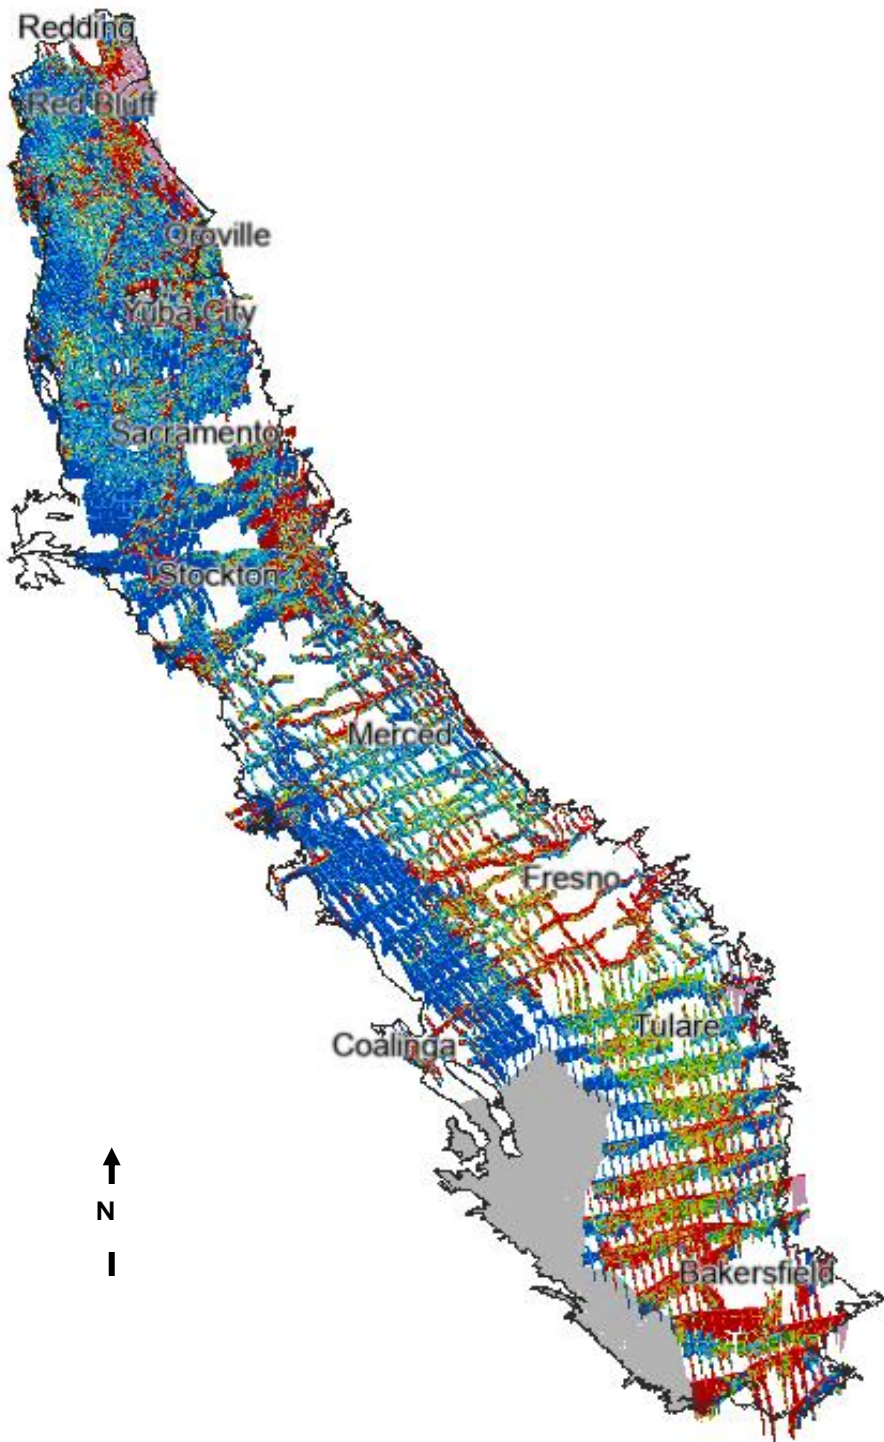 Redding
Red Bluff
Oroville
Yuba City
Sacramento
Stockton
Merced
Fresno
Tulare
Coalinga
N
Bakersfield